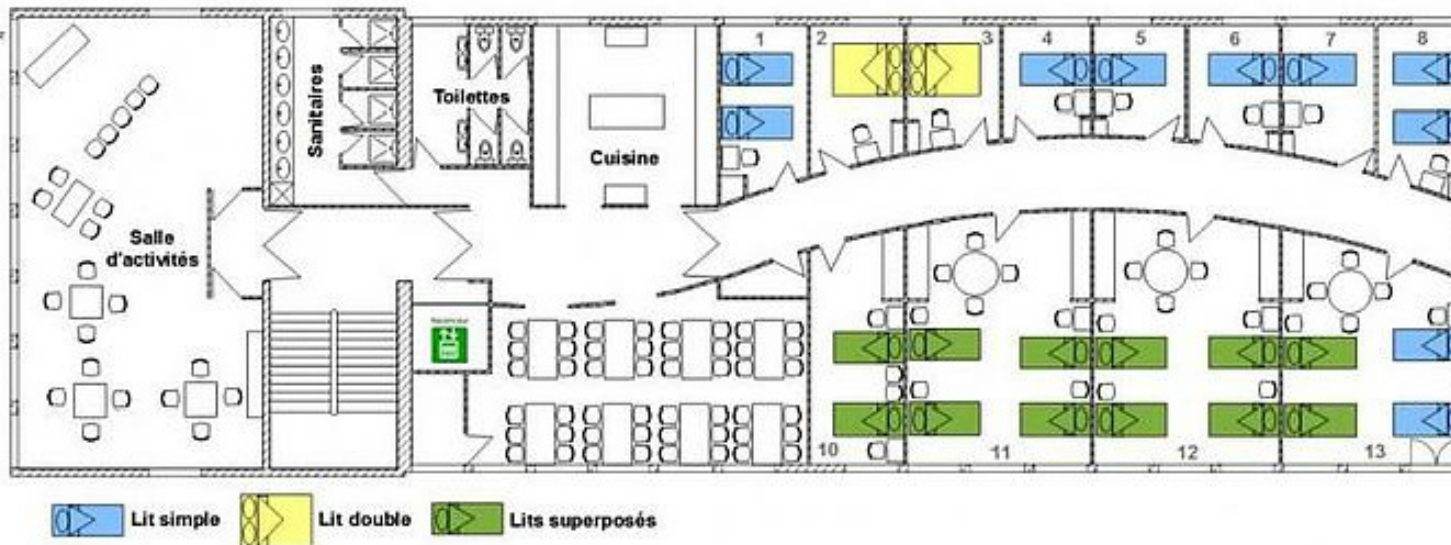 1
2
3
4
5
6
7
8
Sanitaires
Toilettes
Cuisine
Salle
d'activités
10
11
12
13
Lit simple
Lit double
Lits superposés